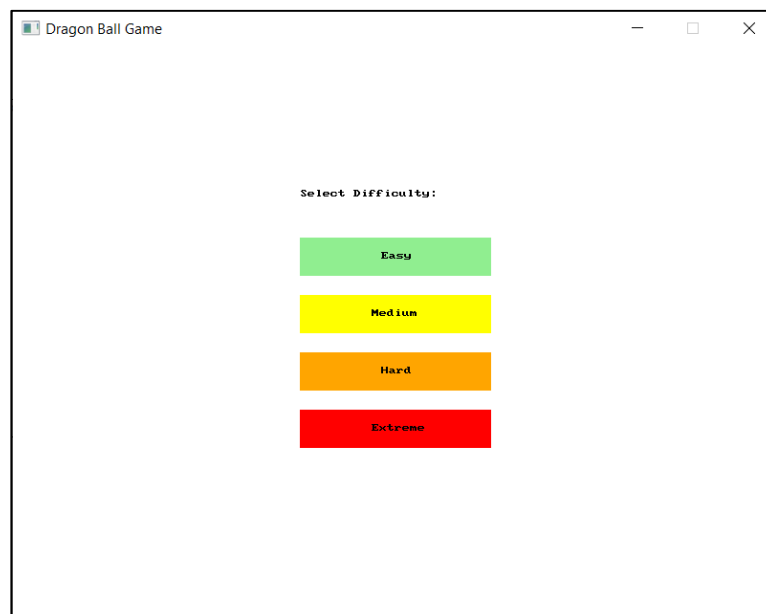 Dragon Ball Game
Select Difficulty:
Easy
Medium
Hard
Extreme